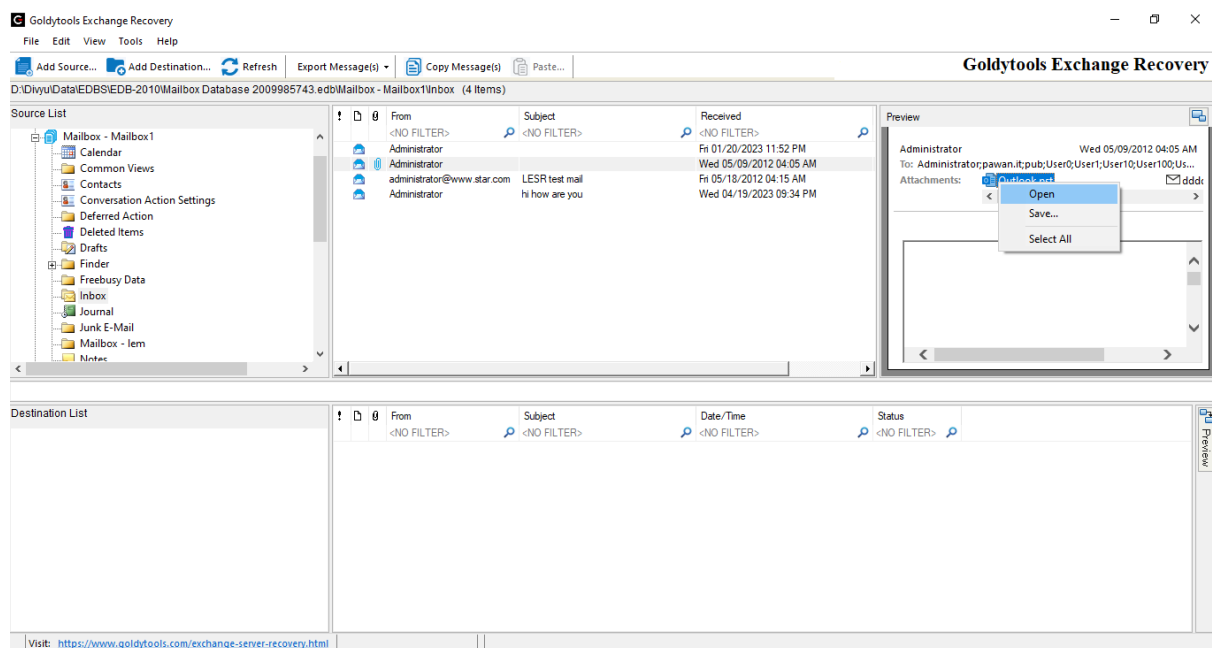 Goldytools Exchange Recovery
File Edit View Tools Help
Add Source... Add Destination... Refresh Export Message(s) Copy Message(s) Paste... Goldytools Exchange Recovery
D:\Divyu\Data\EDBS\EDB-2010\Mailbox Database 2009985743.edb\Mailbox - Mailbox1\Inbox (4 Items)
Source List
Mailbox - Mailbox1
Calendar
Common Views
Contacts
Conversation Action Settings
Deferred Action
Deleted Items
Drafts
Finder
Freebusy Data
Inbox
Journal
Junk E-Mail
Mailbox - lem
Notes
From Subject Received
<NO FILTER> <NO FILTER> <NO FILTER>
Administrator Fri 01/20/2023 11:52 PM
Administrator Wed 05/09/2012 04:05 AM
administrator@www.star.com LESR test mail Fri 05/18/2012 04:15 AM
Administrator hi how are you Wed 04/19/2023 09:34 PM
Preview
Administrator Wed 05/09/2012 04:05 AM
To: Administrator;pawan.it;pub;User0;User1;User10;User100;Us...
Attachments: Outlook.pst dddc
Open
Save...
Select All
Destination List
From Subject Date/Time Status
<NO FILTER> <NO FILTER> <NO FILTER> <NO FILTER>
Preview
Visit: https://www.goldytools.com/exchange-server-recovery.html